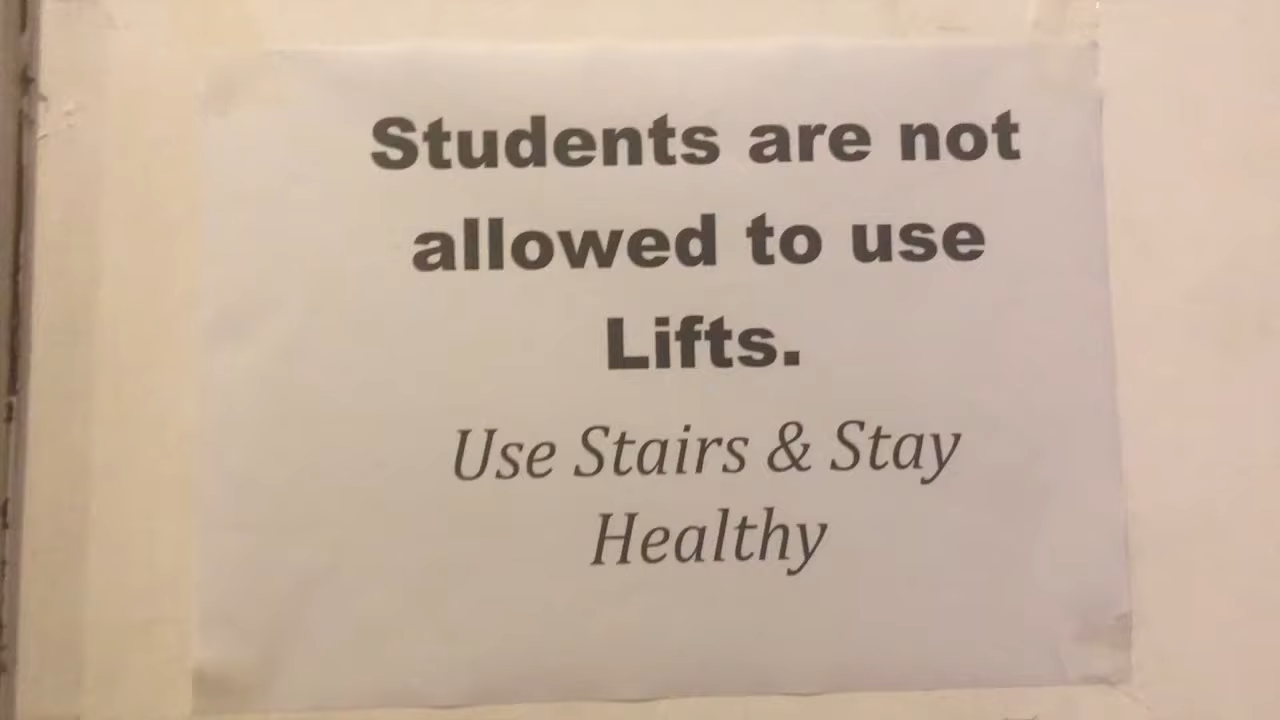 Students are not
allowed to use
Lifts.
Use Stairs & Stay
Healthy